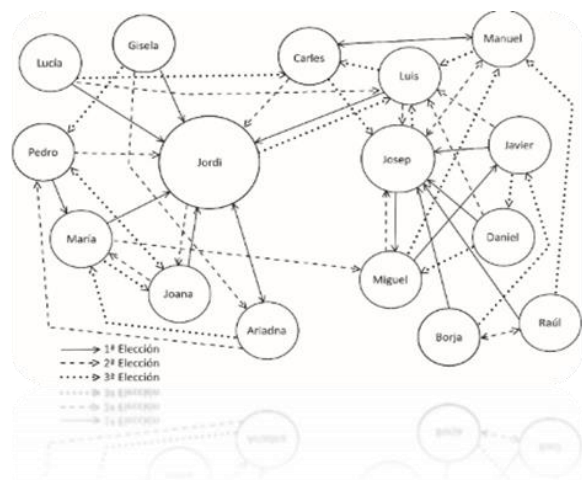 Gisela
Manuel
Lucía
Carles
Luis
Pedro
Jordi
Josep
Javier
María
Daniel
Miguel
Joana
Ariadna
Borja
Raúl
1ª Elección
2ª Elección
3ª Elección